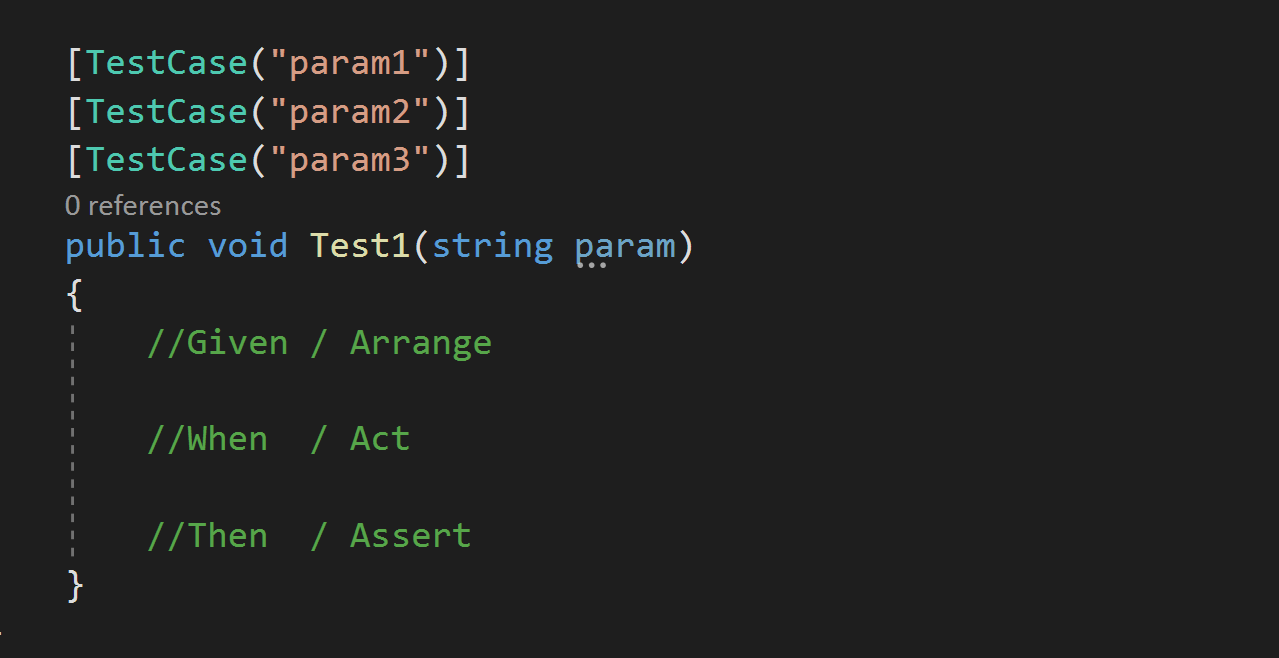 [TestCase("param1")]
[TestCase("param2")]
[TestCase("param3")]
0 references
public void Test1(string param)
{
//Given / Arrange
//When  / Act
//Then  / Assert
}